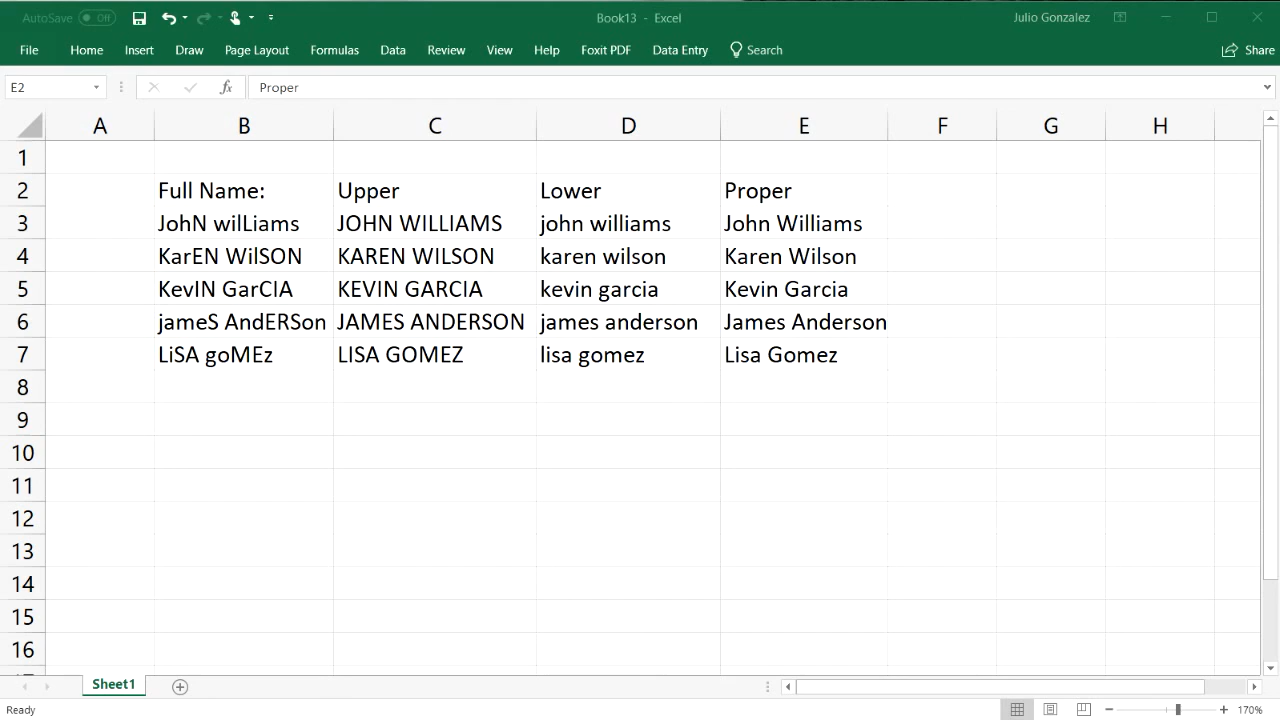 AutoSave Off Book13 - Excel Julio Gonzalez
File Home Insert Draw Page Layout Formulas Data Review View Help Foxit PDF Data Entry Search Share
E2 fx Proper
A B C D E F G H
1
2 Full Name: Upper Lower Proper
3 JohN wilLiams JOHN WILLIAMS john williams John Williams
4 KarEN WilSON KAREN WILSON karen wilson Karen Wilson
5 KevIN GarCIA KEVIN GARCIA kevin garcia Kevin Garcia
6 jameS AndERSon JAMES ANDERSON james anderson James Anderson
7 LiSA goMEz LISA GOMEZ lisa gomez Lisa Gomez
8
9
10
11
12
13
14
15
16
Sheet1
Ready 170%